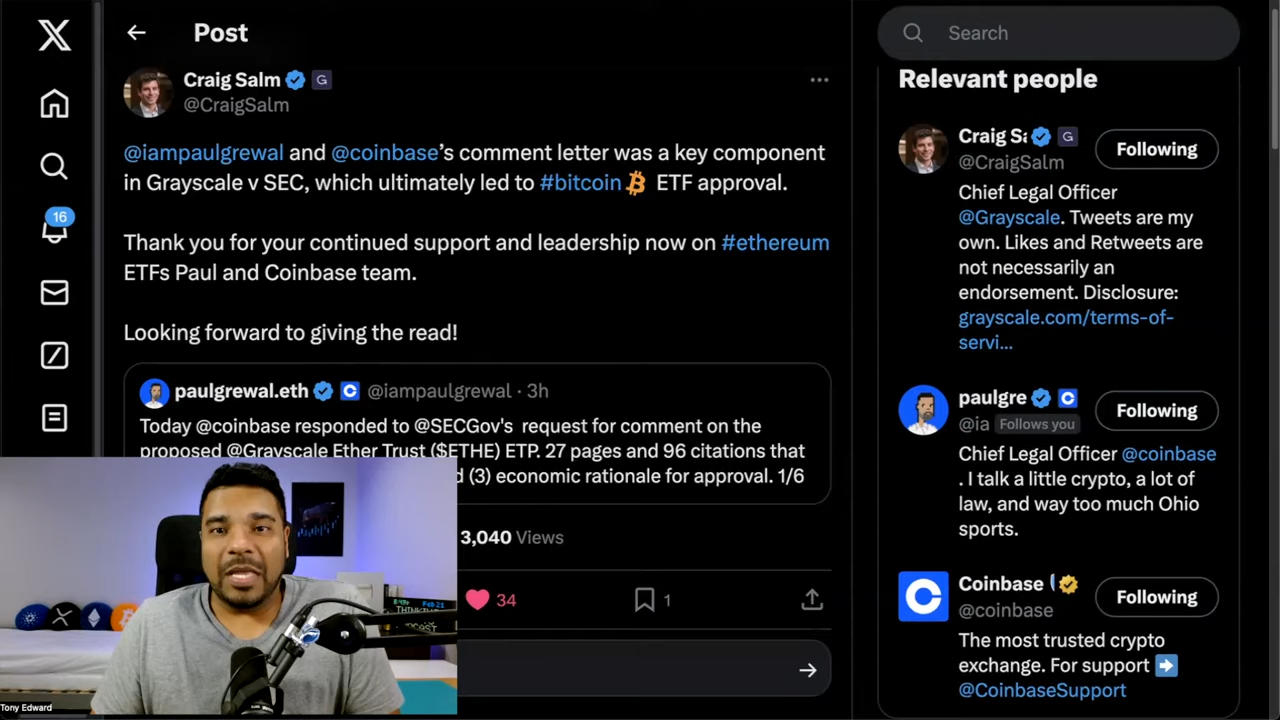 Post
Search
Craig Salm G
@CraigSalm
@iampaulgrewal and @coinbase’s comment letter was a key component
in Grayscale v SEC, which ultimately led to #bitcoin ETF approval.
Thank you for your continued support and leadership now on #ethereum
ETFs Paul and Coinbase team.
Looking forward to giving the read!
paulgrewal.eth @iampaulgrewal · 3h
Today @coinbase responded to @SECGov's request for comment on the
proposed @Grayscale Ether Trust ($ETHE) ETP. 27 pages and 96 citations that
(3) economic rationale for approval. 1/6
3,040 Views
34
1
16
Relevant people
Craig Sa G
@CraigSalm
Following
Chief Legal Officer
@Grayscale. Tweets are my
own. Likes and Retweets are
not necessarily an
endorsement. Disclosure:
grayscale.com/terms-of-
servi...
paulgre
@ia Follows you
Following
Chief Legal Officer @coinbase
. I talk a little crypto, a lot of
law, and way too much Ohio
sports.
Coinbase
@coinbase
Following
The most trusted crypto
exchange. For support
@CoinbaseSupport
Feb 21
Tony Edward